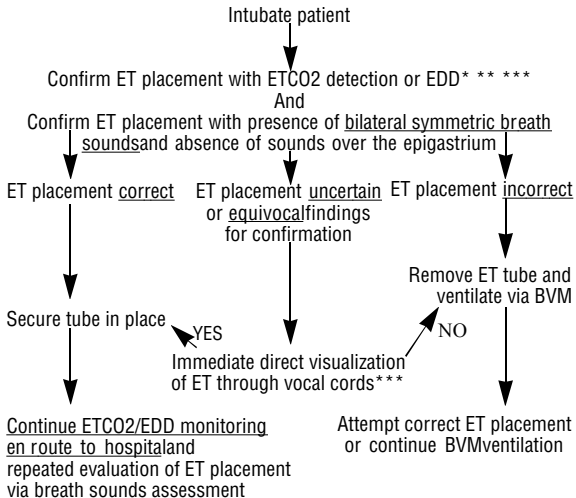 Intubate patient
Confirm ET placement with ETCO2 detection or EDD* ** ***
And
Confirm ET placement with presence of bilateral symmetric breath
soundsand absence of sounds over the epigastrium
ET placement correct
ET placement uncertain
or equivocalfindings
for confirmation
ET placement incorrect
Remove ET tube and
ventilate via BVM
Secure tube in place
YES
NO
Immediate direct visualization
of ET through vocal cords***
Continue ETCO2/EDD monitoring
en route to hospitaland
repeated evaluation of ET placement
via breath sounds assessment
Attempt correct ET placement
or continue BVMventilation